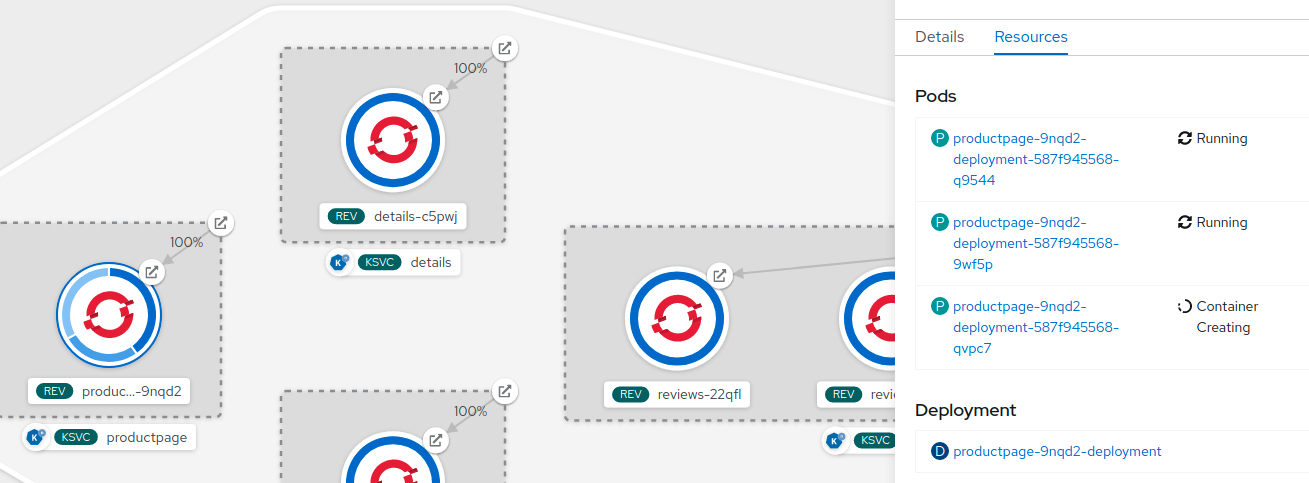 100%
REV details-c5pwj
K KSVC details
100%
REV produc...-9nqd2
K KSVC productpage
REV reviews-22qfl
REV
K KSVC
100%
Details Resources
Pods
P productpage-9nqd2-
deployment-587f945568-
q9544
Running
P productpage-9nqd2-
deployment-587f945568-
9wf5p
Running
P productpage-9nqd2-
deployment-587f945568-
qvpc7
Container
Creating
Deployment
D productpage-9nqd2-deployment